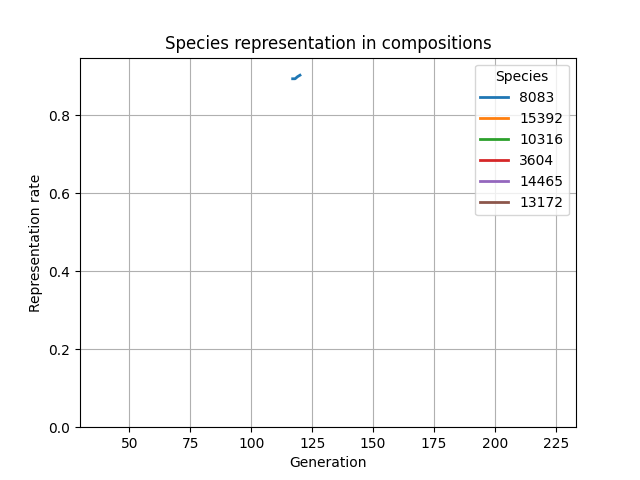 Species representation in compositions
Representation rate
0.8
0.6
0.4
0.2
0.0
Species
8083
15392
10316
3604
14465
13172
50 75 100 125 150 175 200 225
Generation